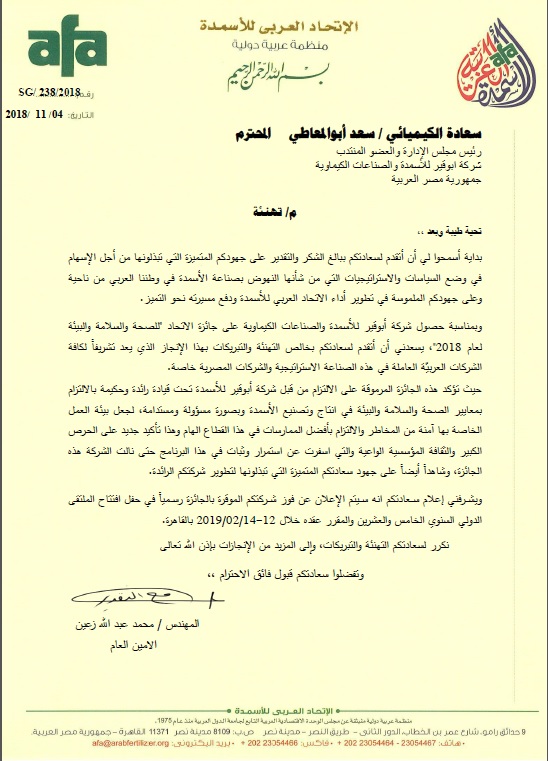 afa
الإتحاد العربى للأسمدة
منظمة عربية دولية
بسم الله الرحمن الرحيم
afa
رقم: SG/ 238/2018
التاريخ: 2018/ 11/ 04
سعادة الكيميائي/ سعد أبوالمعاطي المحترم
رئيس مجلس الإدارة والعضو المنتدب
شركة ابوقير للأسمدة والصناعات الكيماوية
جمهورية مصر العربية
م/ تهنئة
تحية طيبة وبعد ،،
بداية أسمحوا لي أن أتقدم لسعادتكم ببالغ الشكر والتقدير على جهودكم المتميزة التي تبذلونها من أجل الإسهام
في وضع السياسات والاستراتيجيات التي من شأنها النهوض بصناعة الأسمدة في وطننا العربي من ناحية
وعلى جهودكم الملموسة في تطوير أداء الاتحاد العربي للأسمدة ودفع مسيرته نحو التميز.
وبمناسبة حصول شركة أبوقير للأسمدة والصناعات الكيماوية على جائزة الاتحاد "للصحة والسلامة والبيئة
لعام 2018"، يسعدني أن أتقدم لسعادتكم بخالص التهنئة والتبريكات بهذا الإنجاز الذي يعد تشريفاً لكافة
الشركات العربيّة العاملة في هذه الصناعة الاستراتيجية والشركات المصرية خاصة.
حيث تؤكد هذه الجائزة المرموقة على الالتزام من قبل شركة أبوقير للأسمدة تحت قيادة رائدة وحكيمة بالالتزام
بمعايير الصحة والسلامة والبيئة في انتاج وتصنيع الأسمدة وبصورة مسؤولة ومستدامة، لجعل بيئة العمل
الخاصة بها آمنة من المخاطر والالتزام بأفضل الممارسات في هذا القطاع الهام وهذا تأكيد جديد على الحرص
الكبير والثقافة المؤسسية الواعية والتي اسفرت عن استمرار وثبات في هذا البرنامج حتى نالت الشركة هذه
الجائزة، وشاهداً أيضاً على جهود سعادتكم المتميزة التي تبذلونها لتطوير شركتكم الرائدة.
ويشرفني إعلام سعادتكم انه سيتم الإعلان عن فوز شركتكم الموقرة بالجائزة رسمياً في حفل افتتاح الملتقى
الدولي السنوي الخامس والعشرين والمقرر عقده خلال 12-2019/02/14 بالقاهرة.
نكرر لسعادتكم التهنئة والتبريكات، وإلى المزيد من الإنجازات بإذن الله تعالى
وتفضلوا سعادتكم قبول فائق الاحترام ،،
مع التقدير
المهندس / محمد عبد الله زعين
الامين العام
الإتحاد العربى للأسمدة
منظمة عربية دولية منبثقة عن مجلس الوحدة الاقتصادية العربية التابع لجامعة الدول العربية منذ عام 1975.
9 حدائق رامو، شارع عمر بن الخطاب، الدور الثانى - طريق النصر - مدينة نصر ص.ب: 8109 مدينة نصر 11371 القاهرة - جمهورية مصر العربية.
• هاتف: 23054467 - 23054464 202 + • فاكس: 23054466 202 + • بريد اليكترونى: afa@arabfertilizer.org